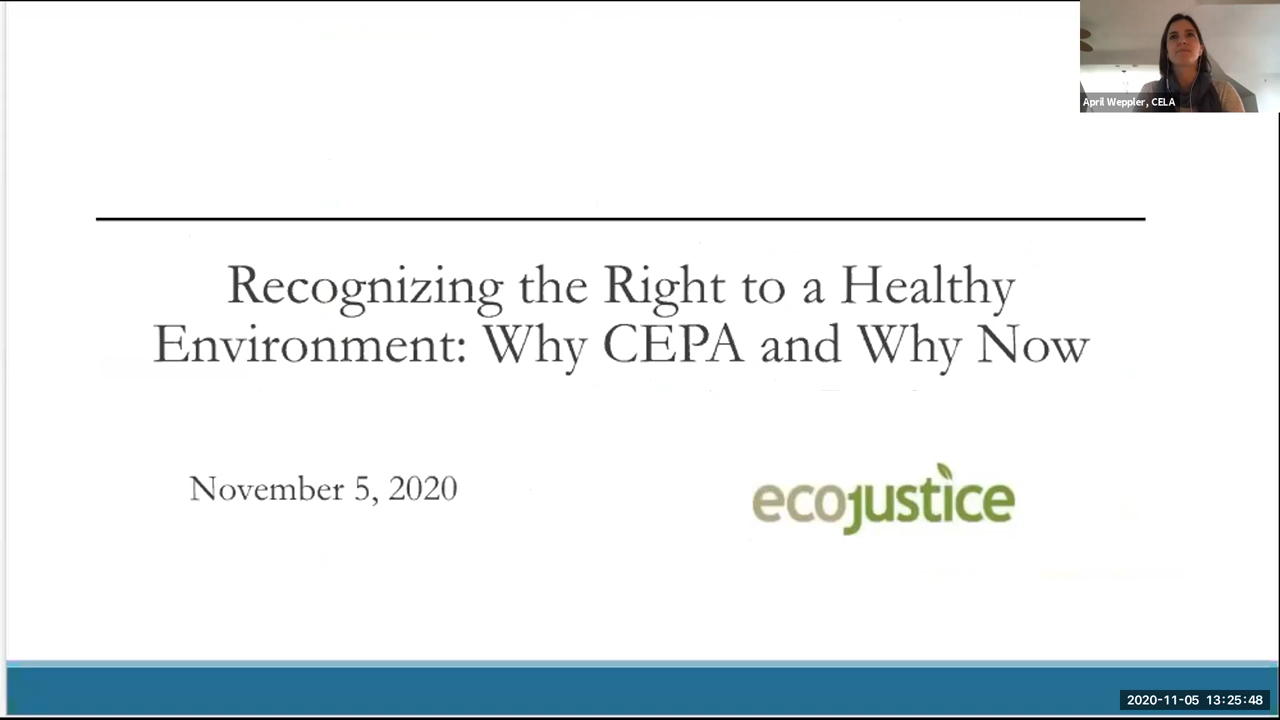 April Weppler, CELA
Recognizing the Right to a Healthy
Environment: Why CEPA and Why Now
November 5, 2020
ecojustice
2020-11-05 13:25:48